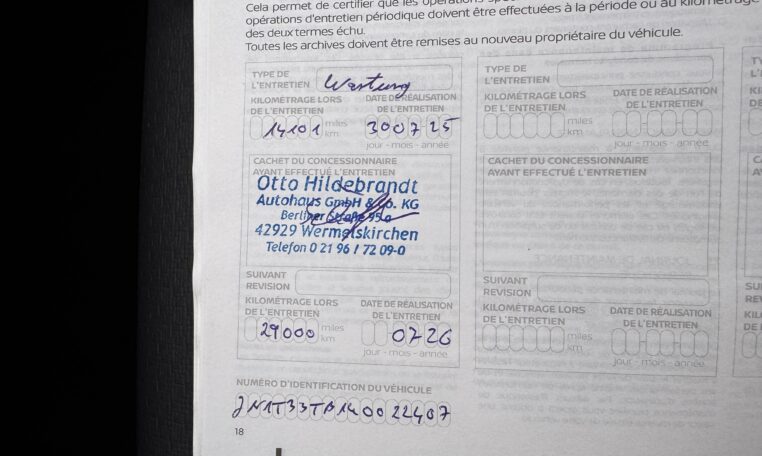 Cela permet de certifier que les
opérations d'entretien périodique doivent être effectuées à la période ou au kilométrage
des deux termes échu.
Toutes les archives doivent être remises au nouveau propriétaire du véhicule.
TYPE DE
L'ENTRETIEN
Wartung
KILOMÉTRAGE LORS
DE L'ENTRETIEN
DATE DE RÉALISATION
DE L'ENTRETIEN
14101 miles
km
300725
jour - mois - année
CACHET DU CONCESSIONNAIRE
AYANT EFFECTUÉ L'ENTRETIEN
Otto Hildebrandt
Autohaus GmbH & Co. KG
Berliner Straße
42929 Wermelskirchen
Telefon 0 21 96 / 72 09-0
SUIVANT
REVISION
KILOMÉTRAGE LORS
DE L'ENTRETIEN
DATE DE RÉALISATION
DE L'ENTRETIEN
29000 miles
km
0726
jour - mois - année
TYPE DE
L'ENTRETIEN
KILOMÉTRAGE LORS
DE L'ENTRETIEN
DATE DE RÉALISATION
DE L'ENTRETIEN
miles
km
jour - mois - année
CACHET DU CONCESSIONNAIRE
AYANT EFFECTUÉ L'ENTRETIEN
SUIVANT
REVISION
KILOMÉTRAGE LORS
DE L'ENTRETIEN
DATE DE RÉALISATION
DE L'ENTRETIEN
miles
km
jour - mois - année
NUMÉRO D'IDENTIFICATION DU VÉHICULE
18